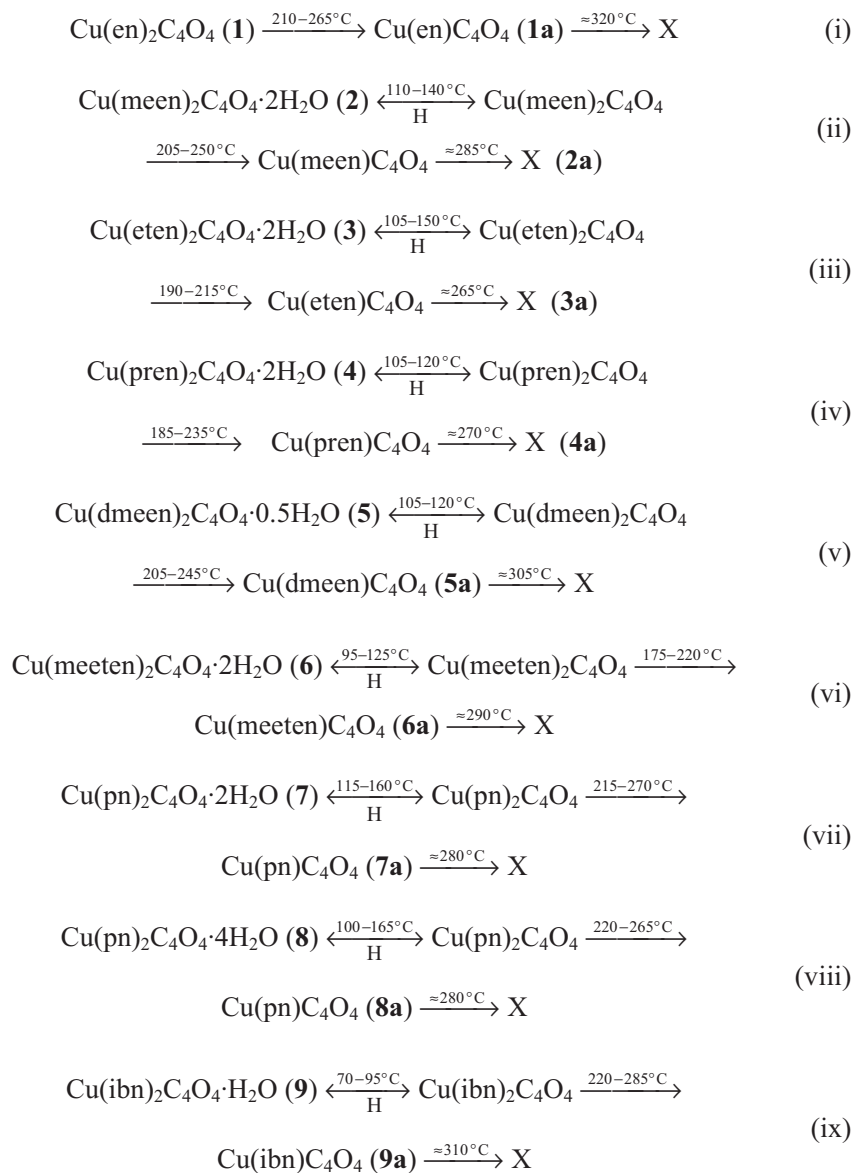 Cu(en)₂C₄O₄ (1) —210–265°C→ Cu(en)C₄O₄ (1a) —≈320°C→ X (i)
Cu(meen)₂C₄O₄·2H₂O (2) ←110–140°C / H→ Cu(meen)₂C₄O₄
(ii)
—205–250°C→ Cu(meen)C₄O₄ —≈285°C→ X (2a)
Cu(eten)₂C₄O₄·2H₂O (3) ←105–150°C / H→ Cu(eten)₂C₄O₄
(iii)
—190–215°C→ Cu(eten)C₄O₄ —≈265°C→ X (3a)
Cu(pren)₂C₄O₄·2H₂O (4) ←105–120°C / H→ Cu(pren)₂C₄O₄
(iv)
—185–235°C→ Cu(pren)C₄O₄ —≈270°C→ X (4a)
Cu(dmeen)₂C₄O₄·0.5H₂O (5) ←105–120°C / H→ Cu(dmeen)₂C₄O₄
(v)
—205–245°C→ Cu(dmeen)C₄O₄ (5a) —≈305°C→ X
Cu(meeten)₂C₄O₄·2H₂O (6) ←95–125°C / H→ Cu(meeten)₂C₄O₄ —175–220°C→
(vi)
Cu(meeten)C₄O₄ (6a) —≈290°C→ X
Cu(pn)₂C₄O₄·2H₂O (7) ←115–160°C / H→ Cu(pn)₂C₄O₄ —215–270°C→
(vii)
Cu(pn)C₄O₄ (7a) —≈280°C→ X
Cu(pn)₂C₄O₄·4H₂O (8) ←100–165°C / H→ Cu(pn)₂C₄O₄ —220–265°C→
(viii)
Cu(pn)C₄O₄ (8a) —≈280°C→ X
Cu(ibn)₂C₄O₄·H₂O (9) ←70–95°C / H→ Cu(ibn)₂C₄O₄ —220–285°C→
(ix)
Cu(ibn)C₄O₄ (9a) —≈310°C→ X